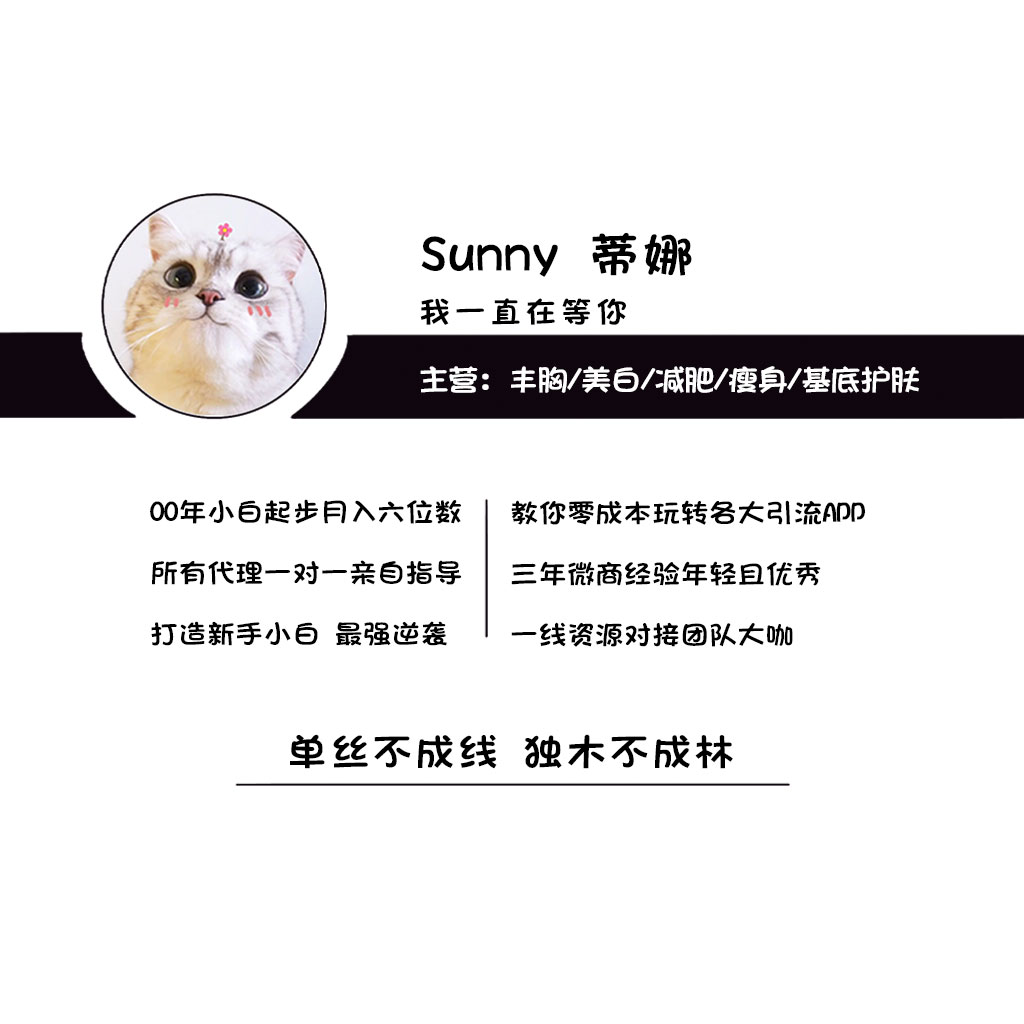 Sunny 蒂娜
我一直在等你
主营：丰胸/美白/减肥/瘦身/基底护肤
00年小白起步月入六位数
所有代理一对一亲自指导
打造新手小白 最强逆袭
教你零成本玩转各大引流APP
三年微商经验年轻且优秀
一线资源对接团队大咖
单丝不成线 独木不成林